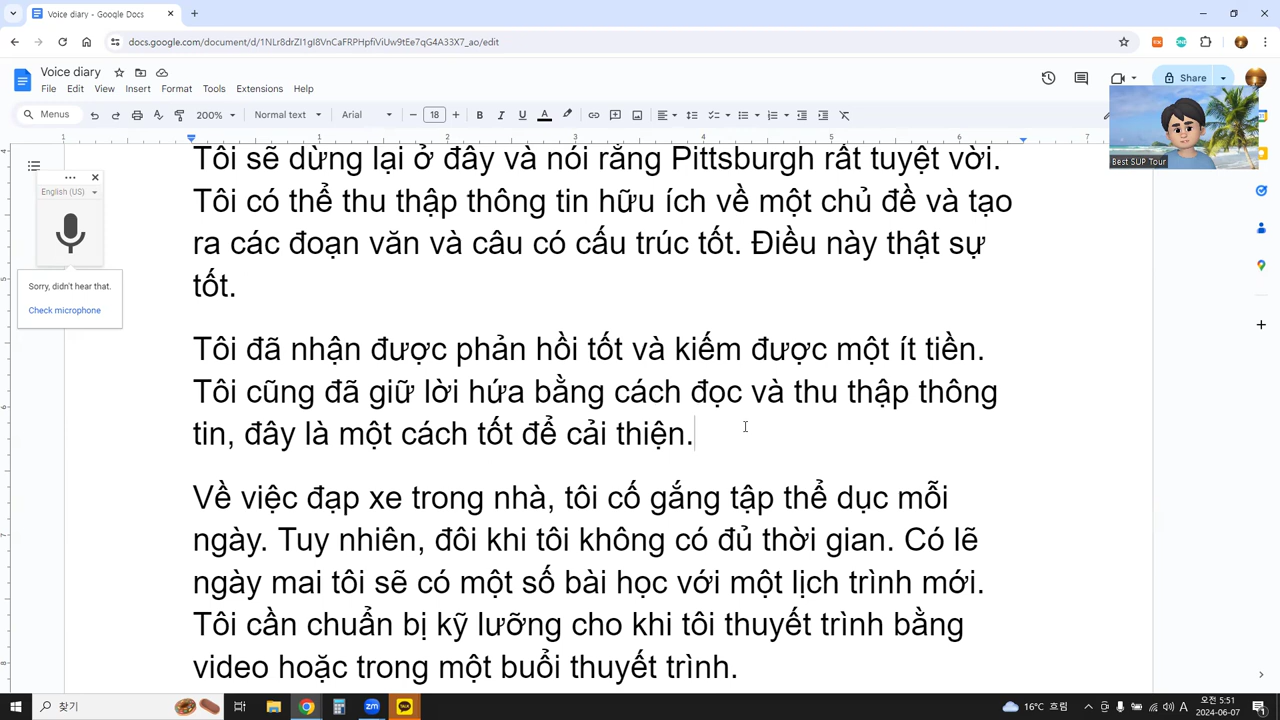 Voice diary - Google Docs
docs.google.com/document/d/1NLr8drZI1gI8VnCaFRPHpfiViUw9tEe7qG4A33X7_ao/edit
Voice diary
Share
File Edit View Insert Format Tools Extensions Help
Menus 200% Normal text Arial 18
1 1 2 3 4 5 6 7
Best SUP Tour
English (US)
Sorry, didn't hear that.
Check microphone
Tôi sẽ dừng lại ở đây và nói rằng Pittsburgh rất tuyệt vời.
Tôi có thể thu thập thông tin hữu ích về một chủ đề và tạo
ra các đoạn văn và câu có cấu trúc tốt. Điều này thật sự
tốt.
Tôi đã nhận được phản hồi tốt và kiếm được một ít tiền.
Tôi cũng đã giữ lời hứa bằng cách đọc và thu thập thông
tin, đây là một cách tốt để cải thiện.
Về việc đạp xe trong nhà, tôi cố gắng tập thể dục mỗi
ngày. Tuy nhiên, đôi khi tôi không có đủ thời gian. Có lẽ
ngày mai tôi sẽ có một số bài học với một lịch trình mới.
Tôi cần chuẩn bị kỹ lưỡng cho khi tôi thuyết trình bằng
video hoặc trong một buổi thuyết trình.
찾기
16°C 흐림
A
오전 5:51
2024-06-07